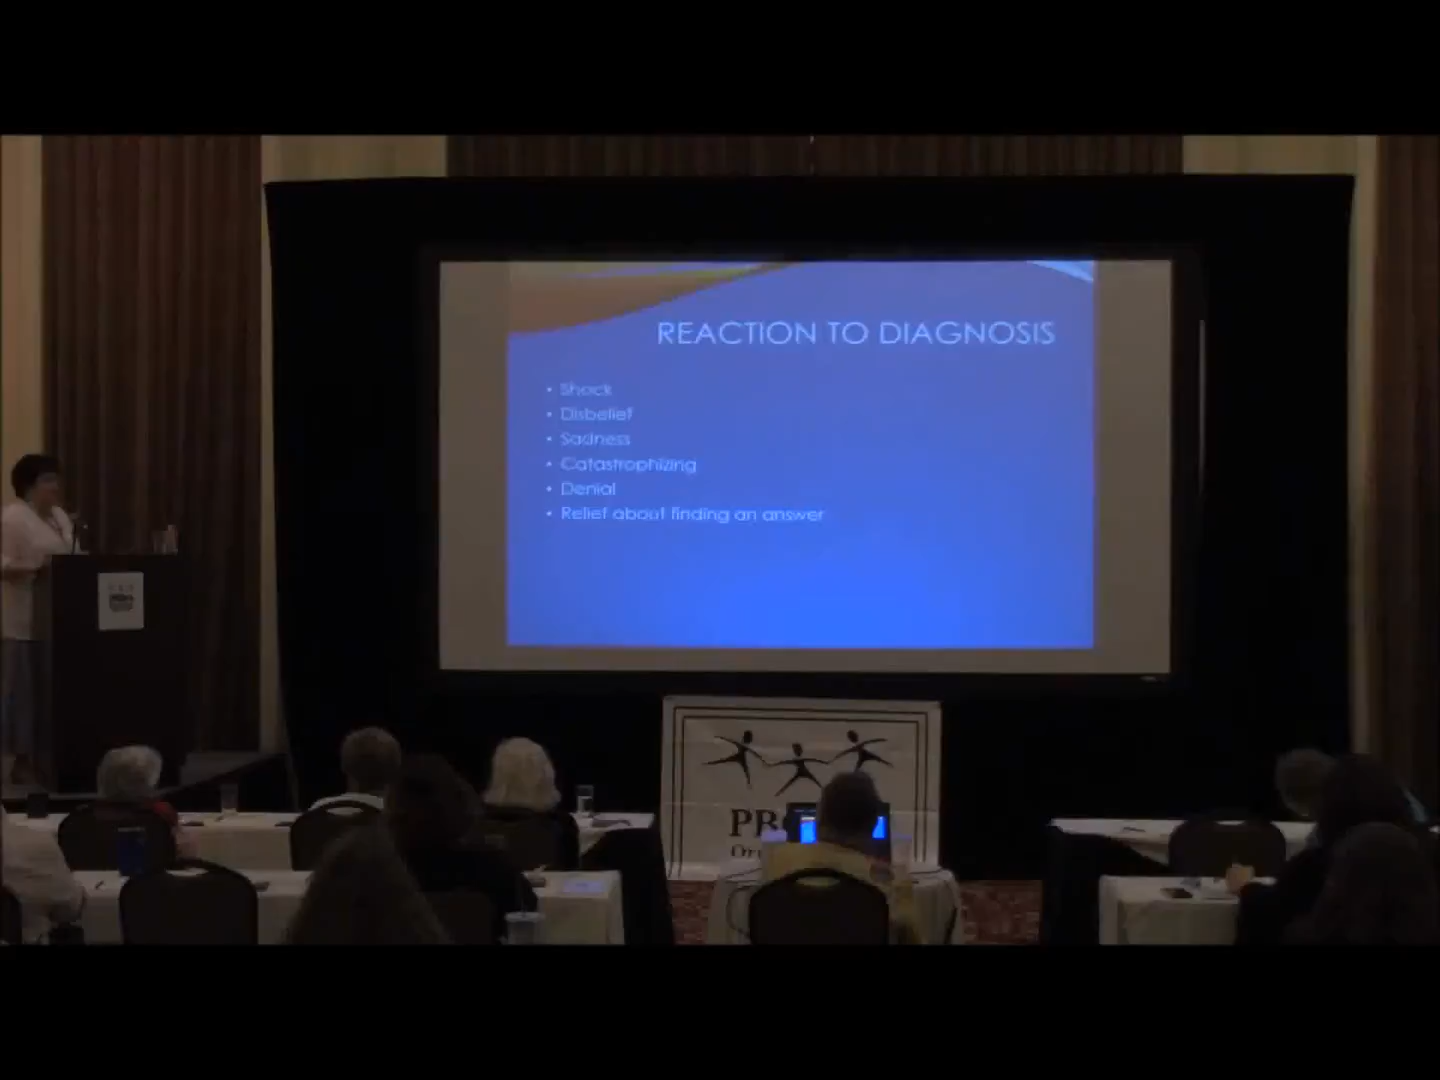 REACTION TO DIAGNOSIS
• Shock
• Disbelief
• Sadness
• Catastrophizing
• Denial
• Relief about finding an answer